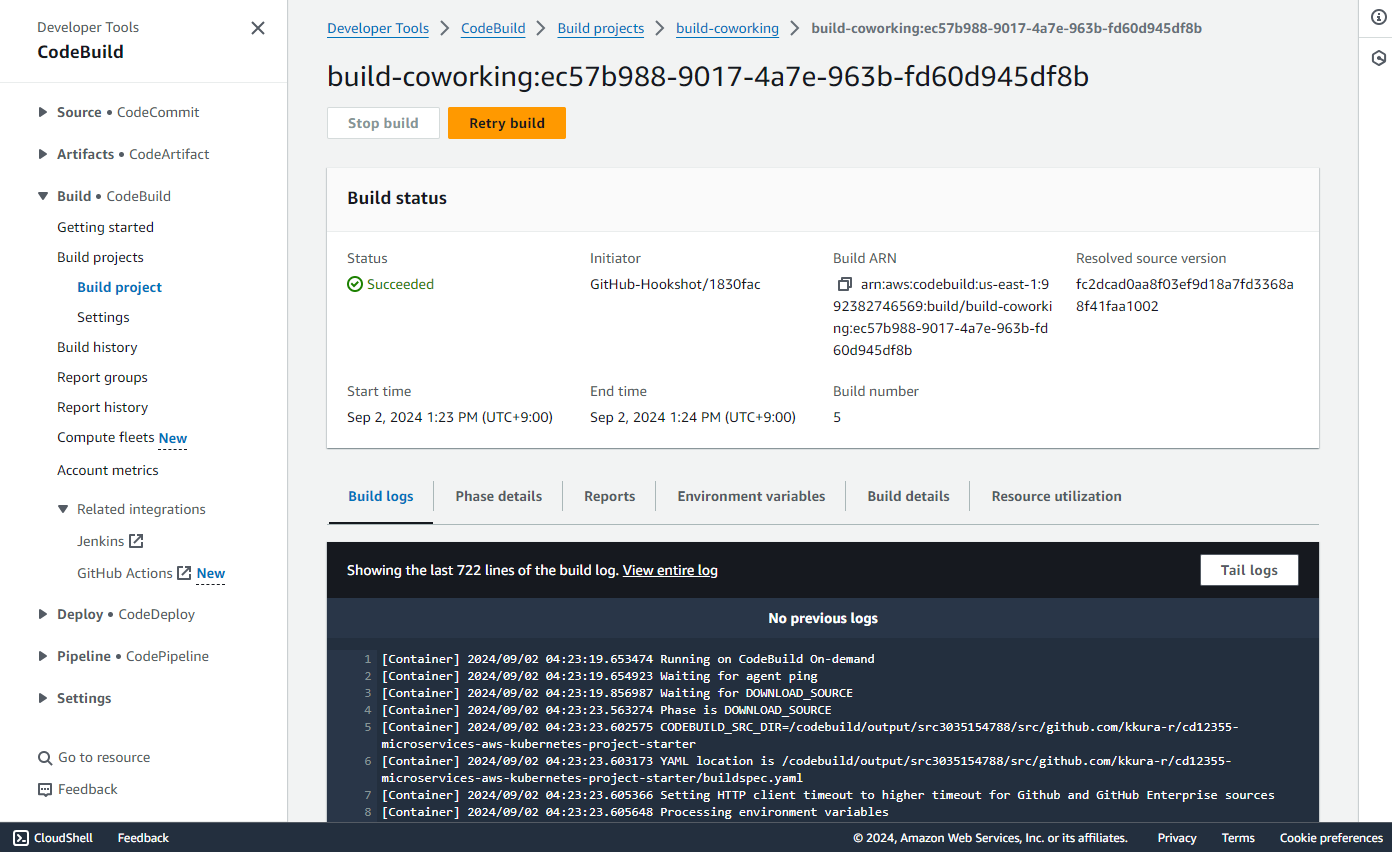 Developer Tools
CodeBuild
Source • CodeCommit
Artifacts • CodeArtifact
Build • CodeBuild
Getting started
Build projects
Build project
Settings
Build history
Report groups
Report history
Compute fleets New
Account metrics
Related integrations
Jenkins
GitHub Actions New
Deploy • CodeDeploy
Pipeline • CodePipeline
Settings
Go to resource
Feedback
Developer Tools > CodeBuild > Build projects > build-coworking > build-coworking:ec57b988-9017-4a7e-963b-fd60d945df8b
build-coworking:ec57b988-9017-4a7e-963b-fd60d945df8b
Stop build Retry build
Build status
Status
Succeeded
Initiator
GitHub-Hookshot/1830fac
Build ARN
arn:aws:codebuild:us-east-1:9
92382746569:build/build-coworki
ng:ec57b988-9017-4a7e-963b-fd
60d945df8b
Resolved source version
fc2dcad0aa8f03ef9d18a7fd3368a
8f41faa1002
Start time
Sep 2, 2024 1:23 PM (UTC+9:00)
End time
Sep 2, 2024 1:24 PM (UTC+9:00)
Build number
5
Build logs Phase details Reports Environment variables Build details Resource utilization
Showing the last 722 lines of the build log. View entire log
Tail logs
No previous logs
1 [Container] 2024/09/02 04:23:19.653474 Running on CodeBuild On-demand
2 [Container] 2024/09/02 04:23:19.654923 Waiting for agent ping
3 [Container] 2024/09/02 04:23:19.856987 Waiting for DOWNLOAD_SOURCE
4 [Container] 2024/09/02 04:23:23.563274 Phase is DOWNLOAD_SOURCE
5 [Container] 2024/09/02 04:23:23.602575 CODEBUILD_SRC_DIR=/codebuild/output/src3035154788/src/github.com/kkura-r/cd12355-
microservices-aws-kubernetes-project-starter
6 [Container] 2024/09/02 04:23:23.603173 YAML location is /codebuild/output/src3035154788/src/github.com/kkura-r/cd12355-
microservices-aws-kubernetes-project-starter/buildspec.yaml
7 [Container] 2024/09/02 04:23:23.605366 Setting HTTP client timeout to higher timeout for Github and GitHub Enterprise sources
8 [Container] 2024/09/02 04:23:23.605648 Processing environment variables
CloudShell Feedback © 2024, Amazon Web Services, Inc. or its affiliates. Privacy Terms Cookie preferences